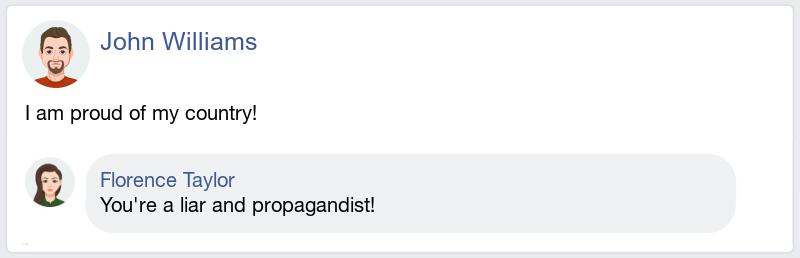 John Williams
I am proud of my country!
Florence Taylor
You're a liar and propagandist!